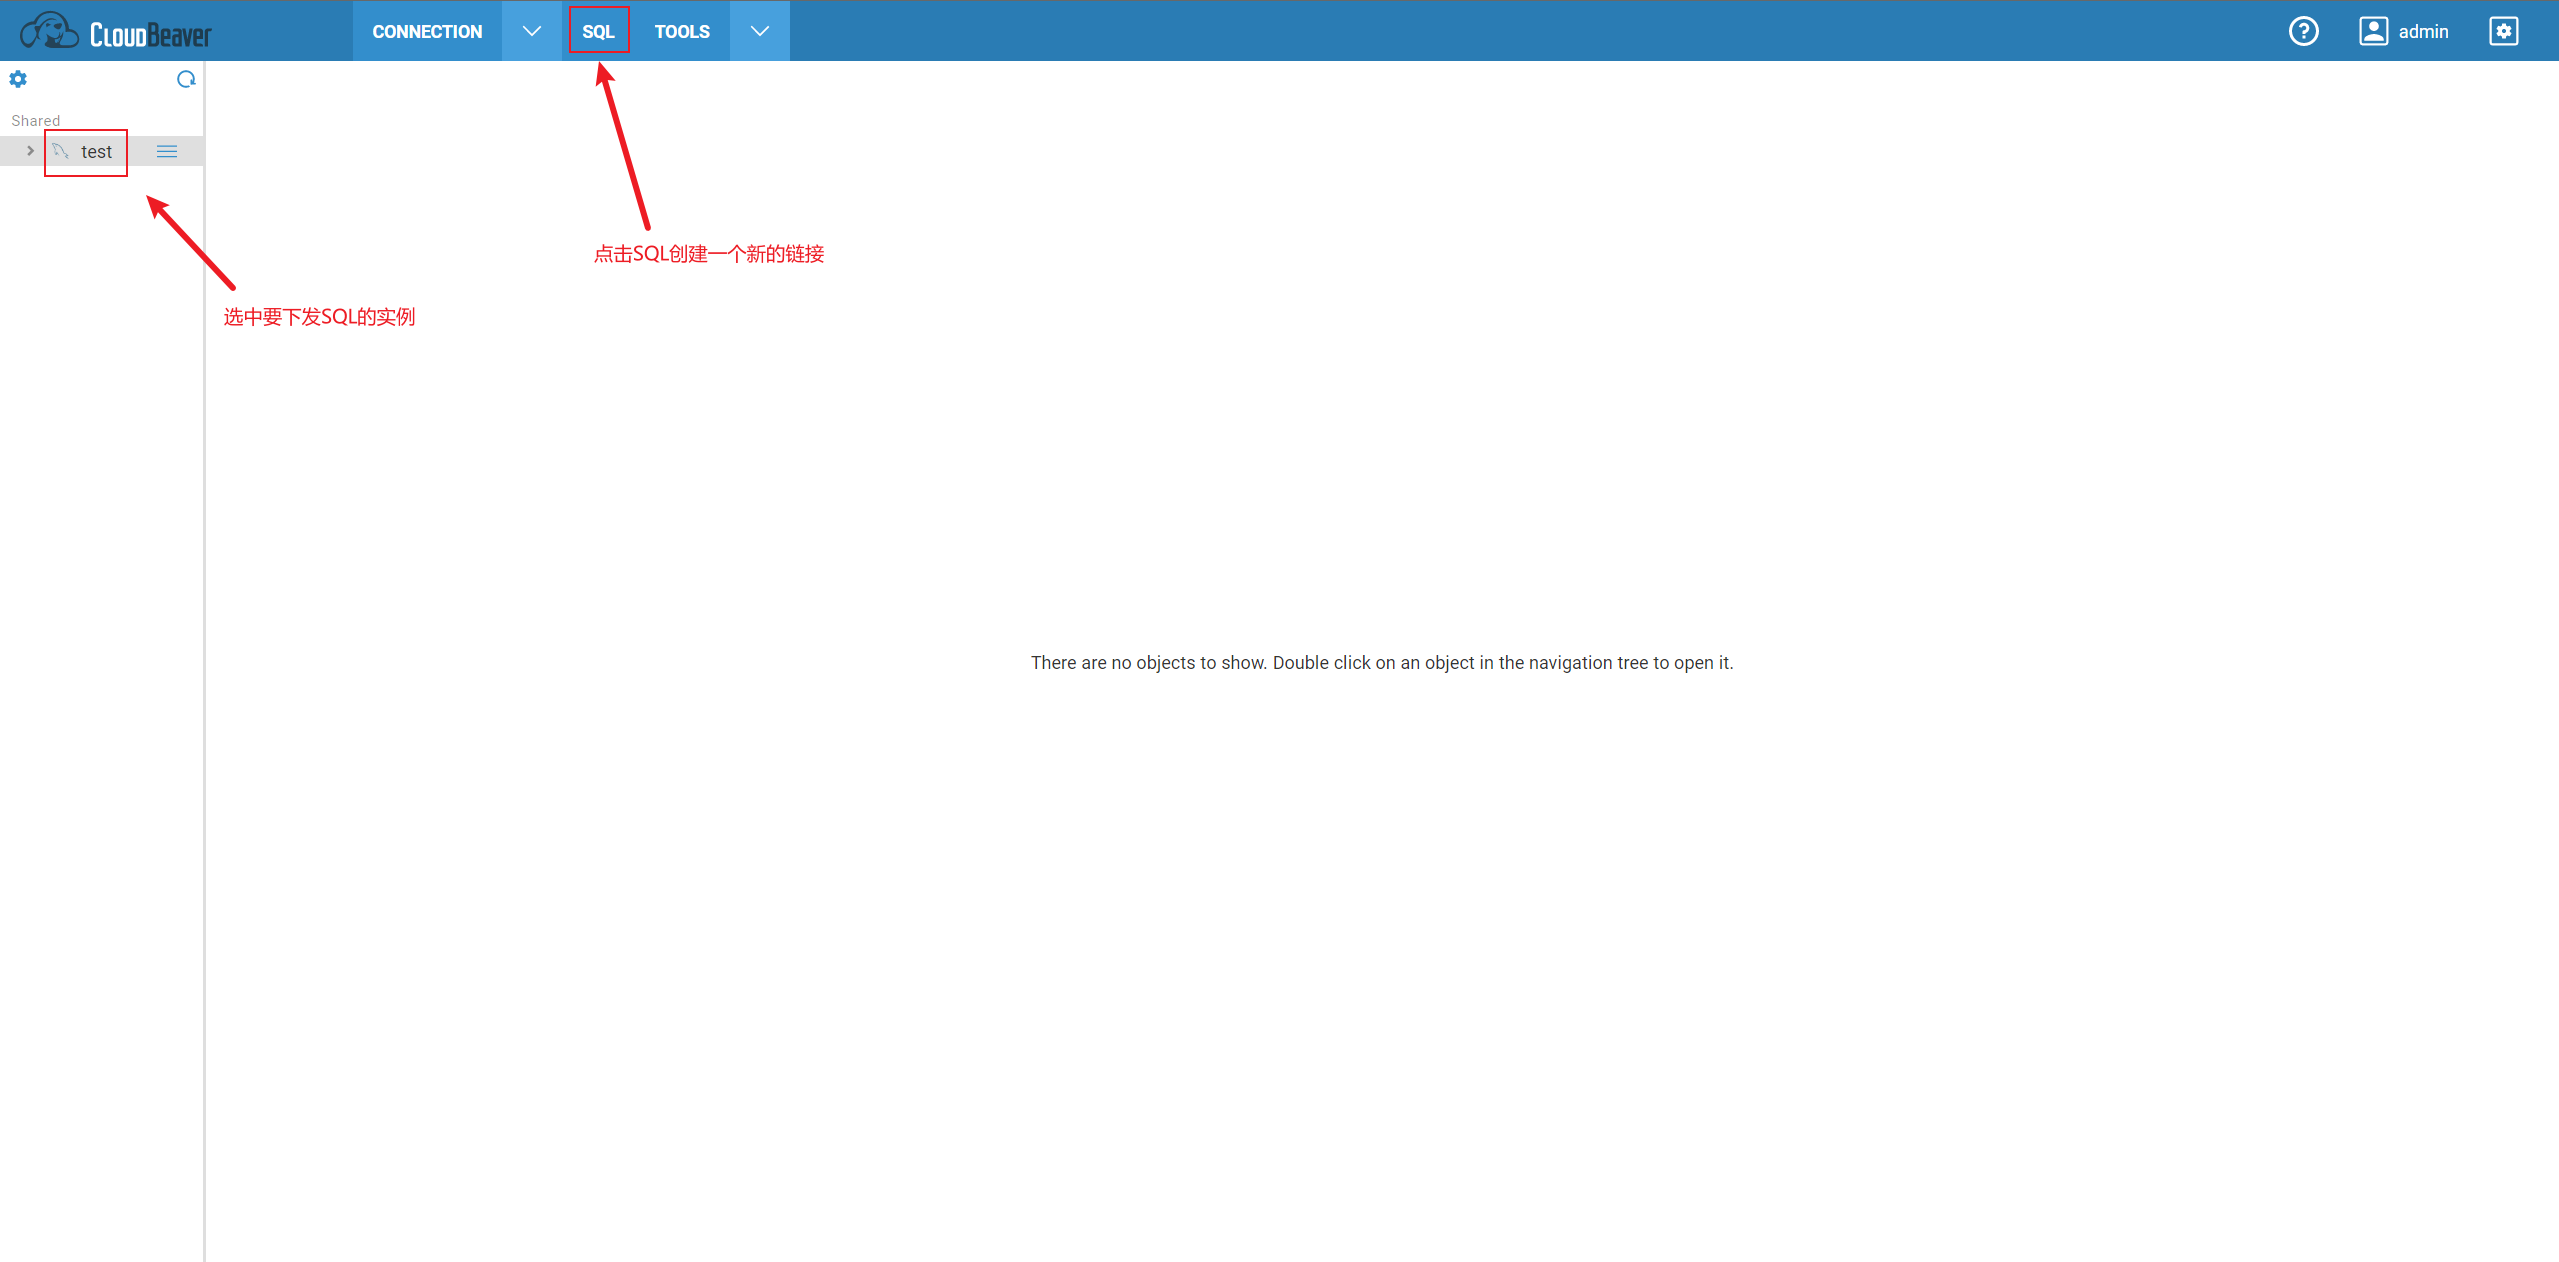 CloudBeaver
CONNECTION SQL TOOLS
admin
Shared
test
点击SQL创建一个新的链接
选中要下发SQL的实例
There are no objects to show. Double click on an object in the navigation tree to open it.